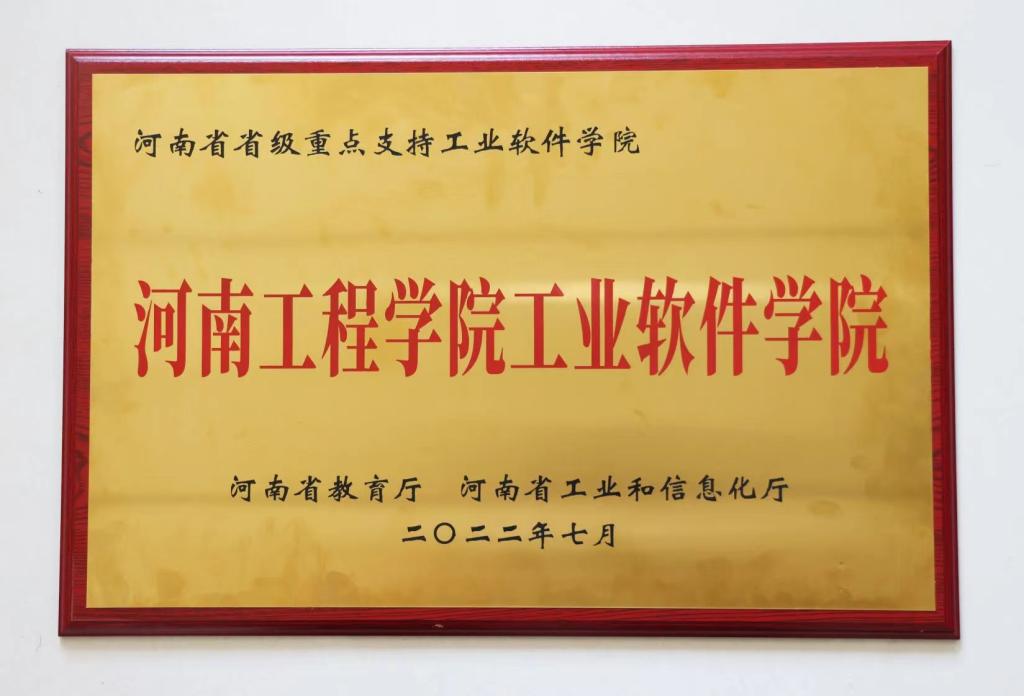 河南省省级重点支持工业软件学院
河南工程学院工业软件学院
河南省教育厅 河南省工业和信息化厅
二〇二二年七月